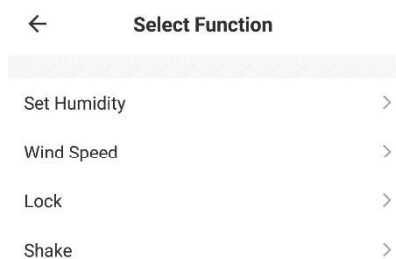 Select Function
Set Humidity
Wind Speed
Lock
Shake